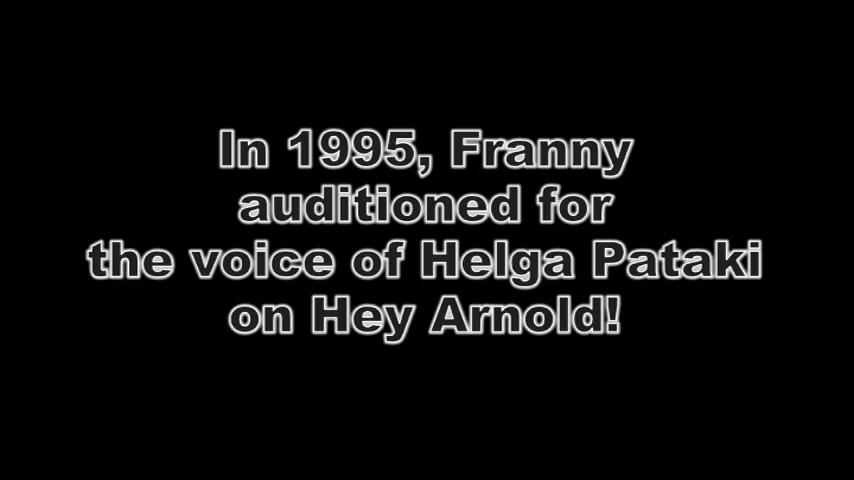 In 1995, Franny
auditioned for
the voice of Helga Pataki
on Hey Arnold!